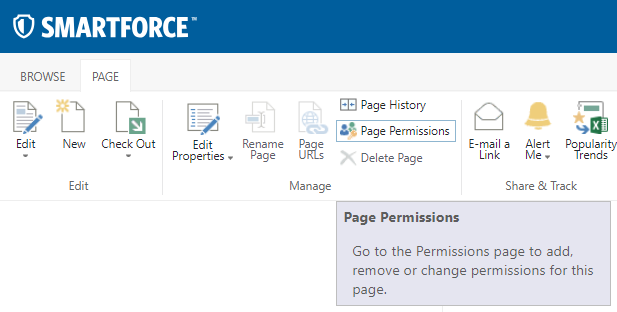 SMARTFORCE™
BROWSE PAGE
Edit
New
Check Out
Edit
Properties
Rename
Page
Page
URLs
Page History
Page Permissions
Delete Page
E-mail a
Link
Alert
Me
Popularity
Trends
Edit
Manage
Share & Track
Page Permissions
Go to the Permissions page to add,
remove or change permissions for this
page.